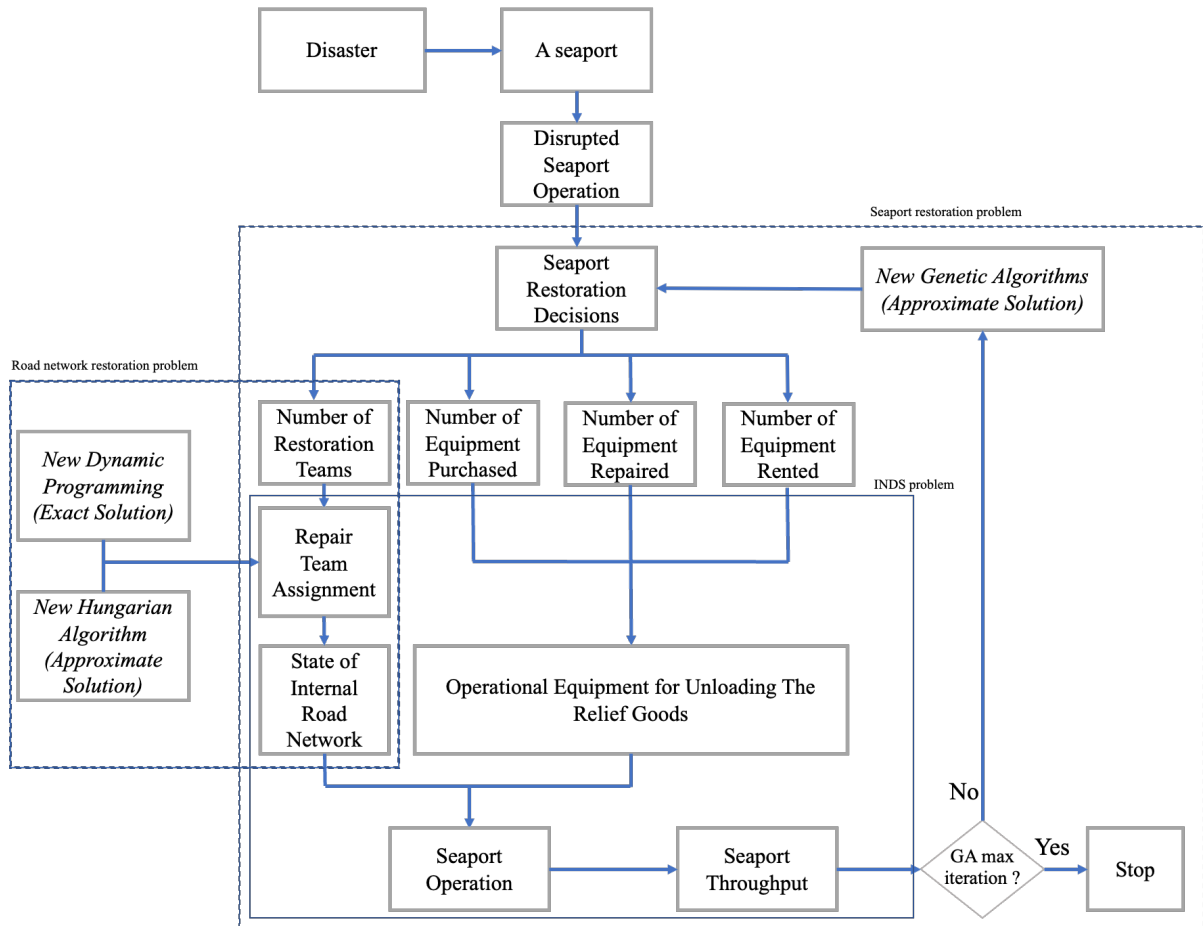 Disaster
A seaport
Disrupted
Seaport
Operation
Seaport restoration problem
Seaport
Restoration
Decisions
New Genetic Algorithms
(Approximate Solution)
Road network restoration problem
Number of
Restoration
Teams
Number of
Equipment
Purchased
Number of
Equipment
Repaired
Number of
Equipment
Rented
New Dynamic
Programming
(Exact Solution)
INDS problem
Repair
Team
Assignment
New Hungarian
Algorithm
(Approximate
Solution)
State of
Internal
Road
Network
Operational Equipment for Unloading The
Relief Goods
No
Seaport
Operation
Seaport
Throughput
GA max
iteration ?
Yes
Stop